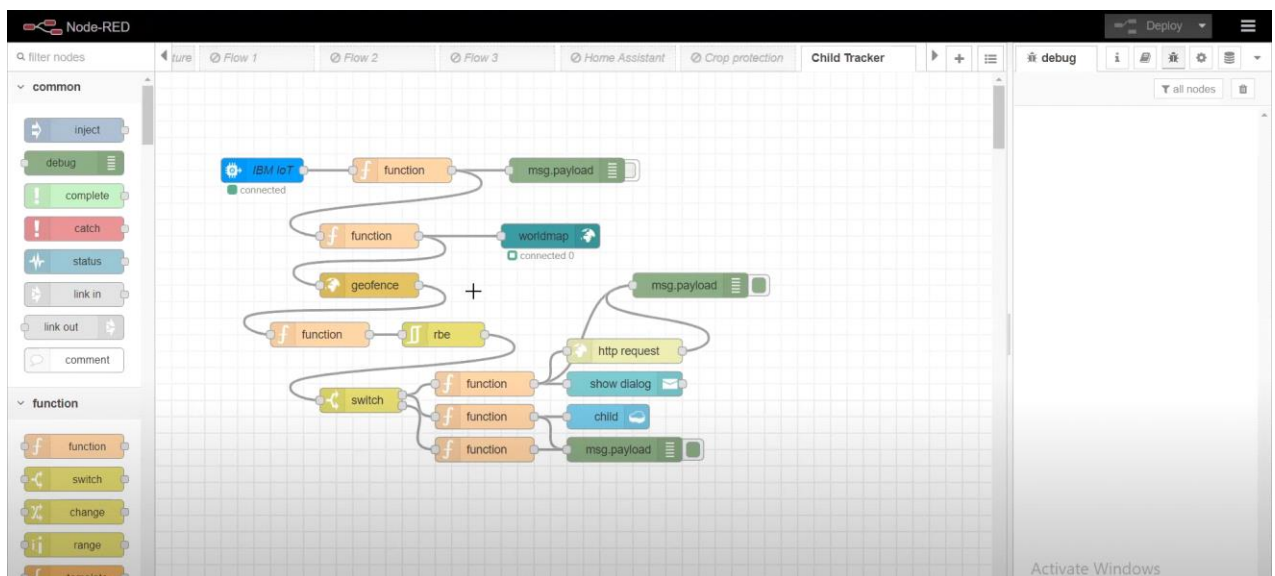 Node-RED
Deploy
filter nodes
ture
Flow 1
Flow 2
Flow 3
Home Assistant
Crop protection
Child Tracker
debug
i
all nodes
common
inject
debug
complete
catch
status
link in
link out
comment
function
function
switch
change
range
IBM IoT
connected
function
msg.payload
function
worldmap
connected 0
geofence
msg.payload
function
rbe
http request
switch
function
show dialog
function
child
function
msg.payload
Activate Windows